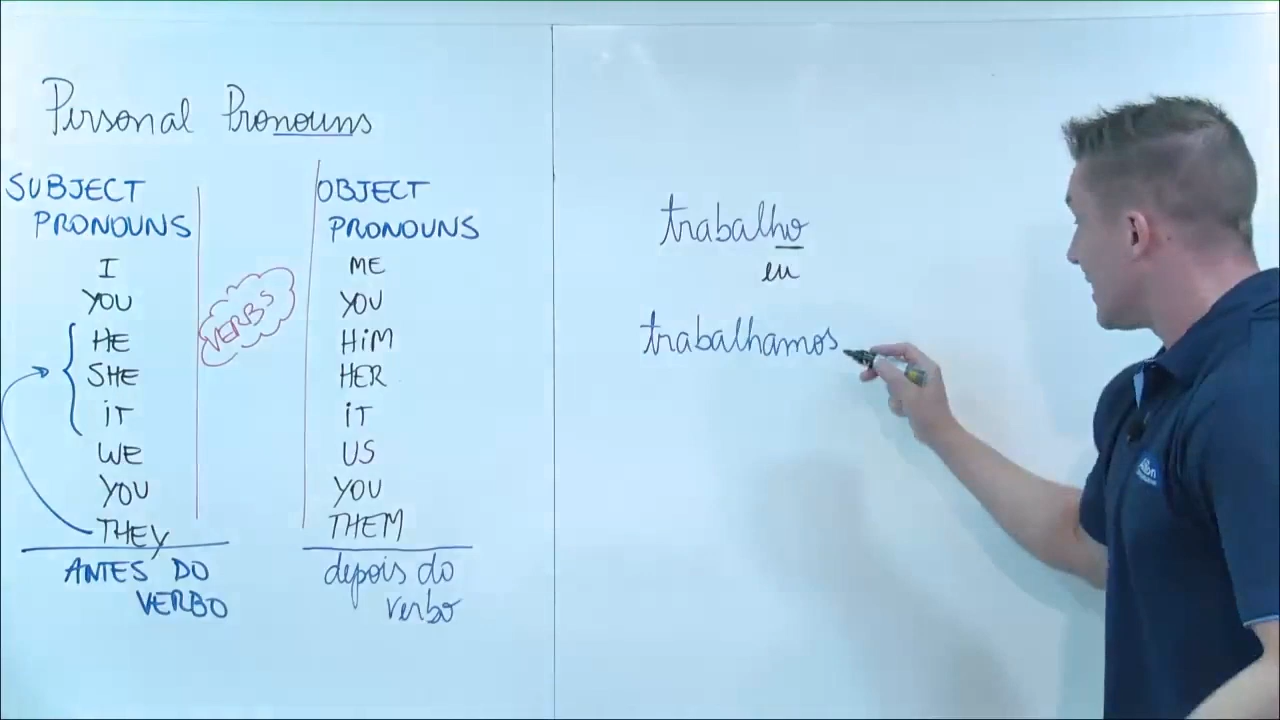 Personal Pronouns
SUBJECT
PRONOUNS
I
YOU
HE
SHE
iT
WE
YOU
THEY
ANTES DO
VERBO
VERBS
OBJECT
PRONOUNS
ME
YOU
HiM
HER
iT
US
YOU
THEM
depois do
verbo
trabalho
eu
trabalhamos